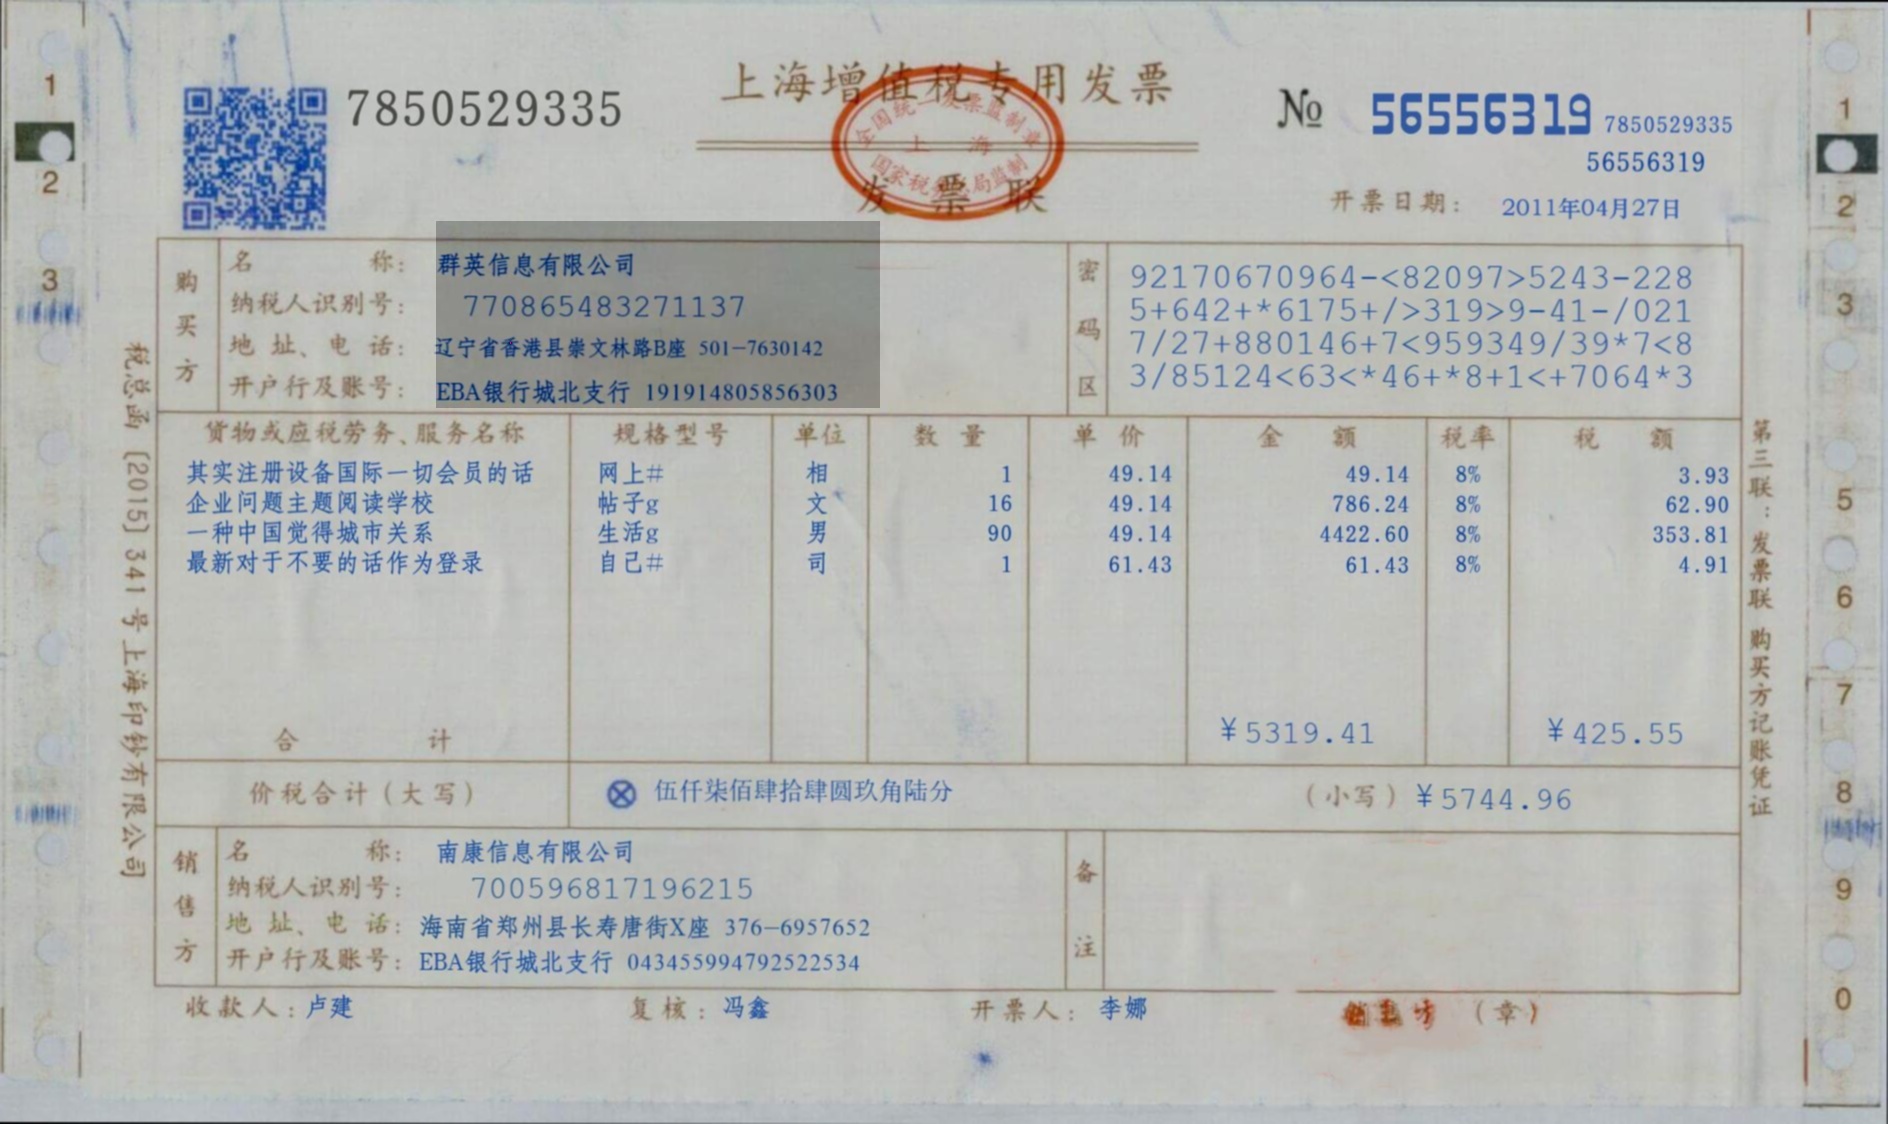 上海增值税专用发票
发票联
全国统一发票监制章
上海
国家税务总局监制
7850529335
№ 56556319 7850529335
56556319
开票日期: 2011年04月27日
购买方
名称: 群英信息有限公司
纳税人识别号: 770865483271137
地址、电话: 辽宁省香港县崇文林路B座 501-7630142
开户行及账号: EBA银行城北支行 191914805856303
密码区
92170670964-<82097>5243-228
5+642+*6175+/>319>9-41-/021
7/27+880146+7<959349/39*7<8
3/85124<63<*46+*8+1<+7064*3
货物或应税劳务、服务名称 规格型号 单位 数量 单价 金额 税率 税额
其实注册设备国际一切会员的话 网上# 相 1 49.14 49.14 8% 3.93
企业问题主题阅读学校 帖子g 文 16 49.14 786.24 8% 62.90
一种中国觉得城市关系 生活g 男 90 49.14 4422.60 8% 353.81
最新对于不要的话作为登录 自己# 司 1 61.43 61.43 8% 4.91
合计 ¥5319.41 ¥425.55
价税合计(大写) 伍仟柒佰肆拾肆圆玖角陆分 (小写) ¥5744.96
销售方
名称: 南康信息有限公司
纳税人识别号: 700596817196215
地址、电话: 海南省郑州县长寿唐街X座 376-6957652
开户行及账号: EBA银行城北支行 043455994792522534
备注
收款人: 卢建 复核: 冯鑫 开票人: 李娜 (章)
税总函[2015]341号上海印钞有限公司
第三联:发票联 购买方记账凭证
1
2
3
1
2
3
5
6
7
8
9
0